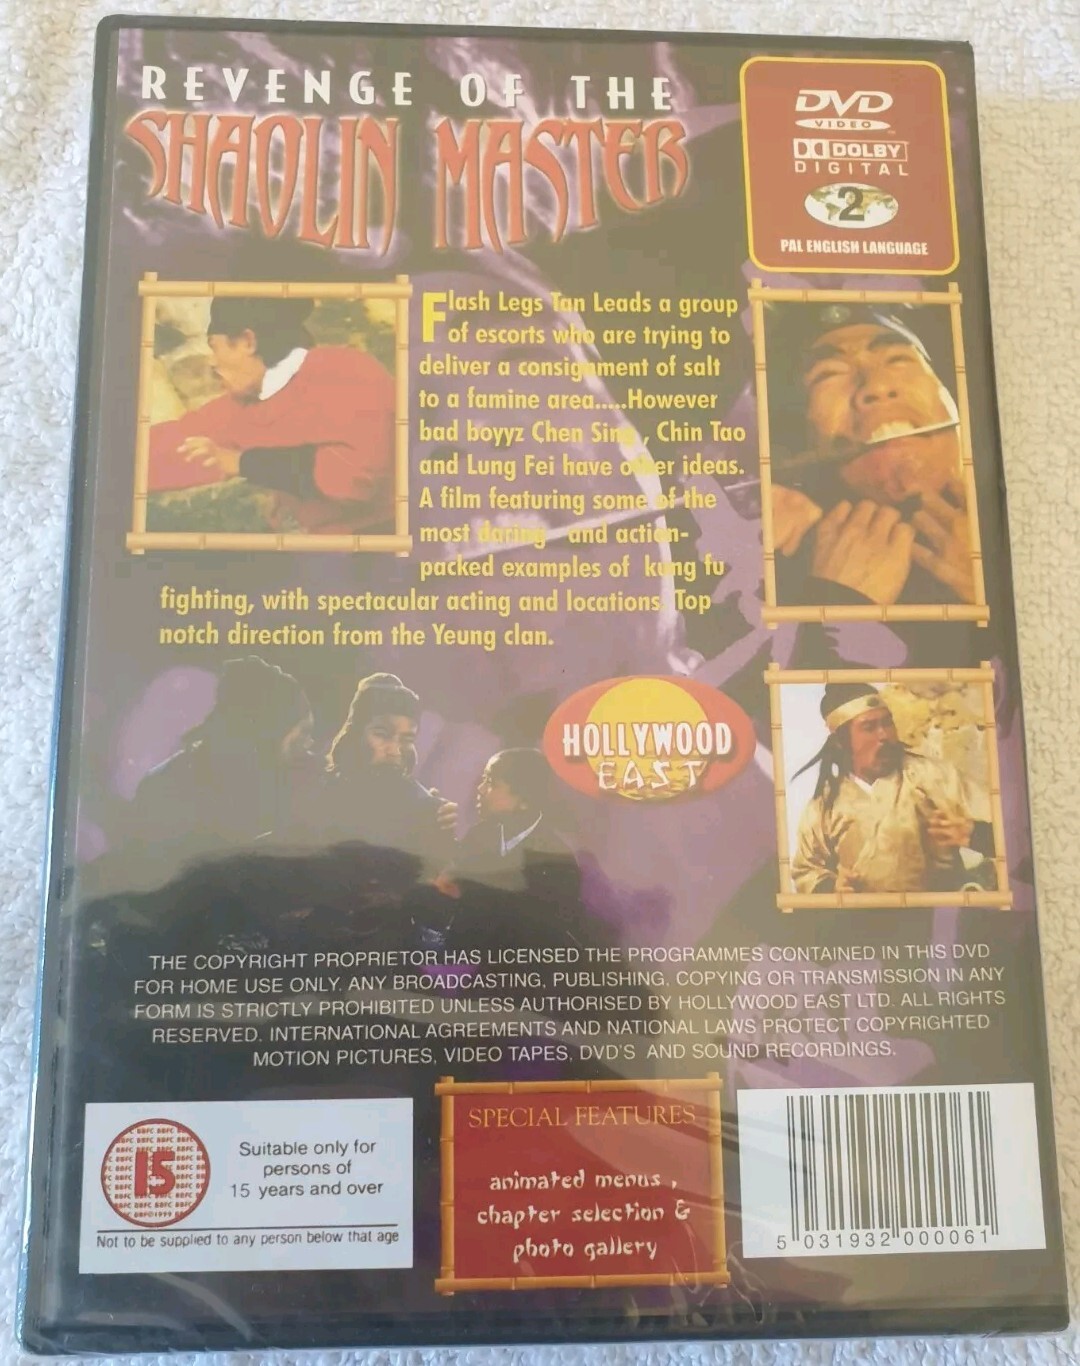 REVENGE OF THE
SHAOLIN MASTER
DVD
VIDEO
DOLBY
DIGITAL
2
PAL ENGLISH LANGUAGE
Flash Legs Tan Leads a group
of escorts who are trying to
deliver a consignment of salt
to a famine area.....However
bad boyyz Chen Sing, Chin Tao
and Lung Fei have other ideas.
A film featuring some of the
most daring and action-
packed examples of kung fu
fighting, with spectacular acting and locations. Top
notch direction from the Yeung clan.
HOLLYWOOD
EAST
THE COPYRIGHT PROPRIETOR HAS LICENSED THE PROGRAMMES CONTAINED IN THIS DVD
FOR HOME USE ONLY. ANY BROADCASTING, PUBLISHING, COPYING OR TRANSMISSION IN ANY
FORM IS STRICTLY PROHIBITED UNLESS AUTHORISED BY HOLLYWOOD EAST LTD. ALL RIGHTS
RESERVED. INTERNATIONAL AGREEMENTS AND NATIONAL LAWS PROTECT COPYRIGHTED
MOTION PICTURES, VIDEO TAPES, DVD'S AND SOUND RECORDINGS.
15
Suitable only for
persons of
15 years and over
Not to be supplied to any person below that age
SPECIAL FEATURES
animated menus ,
chapter selection &
photo gallery
5 031932 000061